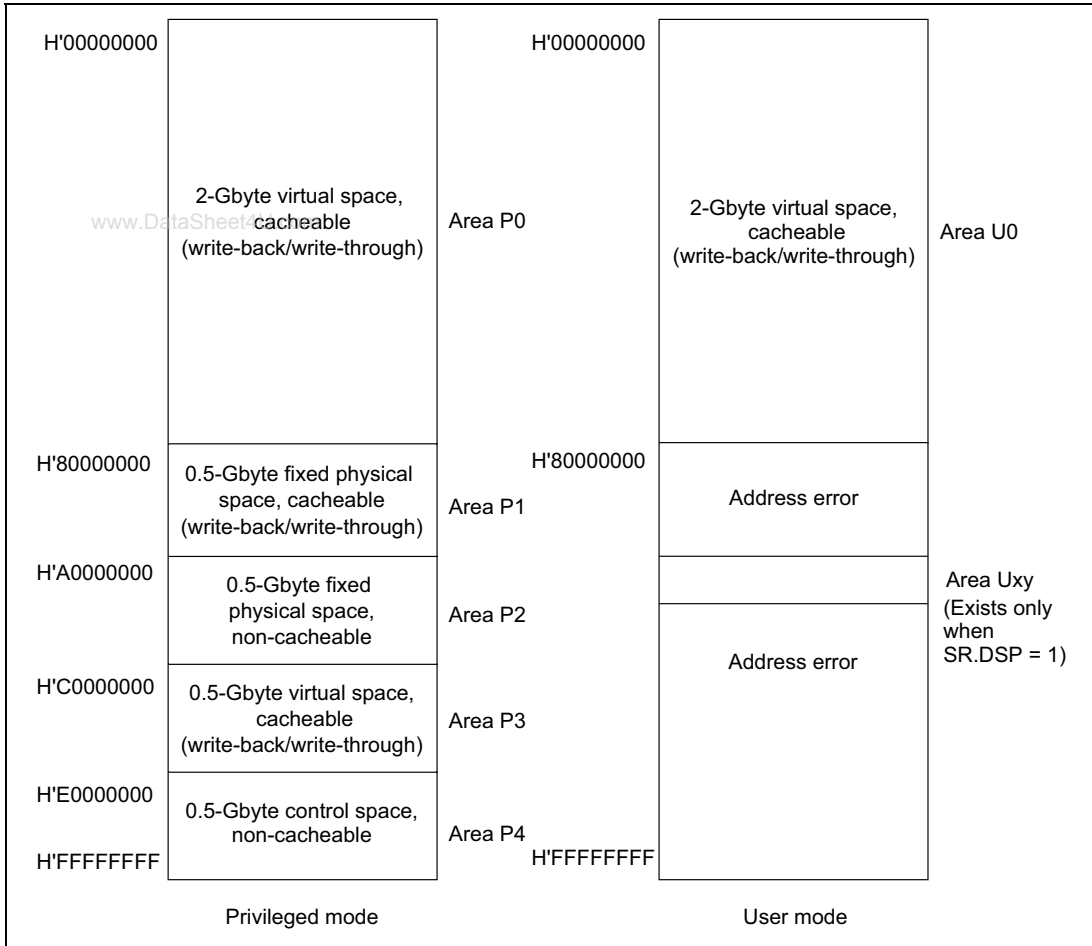 H'00000000
2-Gbyte virtual space,
cacheable
(write-back/write-through)
www.DataSheet4U.com
Area P0
H'80000000
0.5-Gbyte fixed physical
space, cacheable
(write-back/write-through)
Area P1
H'A0000000
0.5-Gbyte fixed
physical space,
non-cacheable
Area P2
H'C0000000
0.5-Gbyte virtual space,
cacheable
(write-back/write-through)
Area P3
H'E0000000
0.5-Gbyte control space,
non-cacheable
Area P4
H'FFFFFFFF
Privileged mode
H'00000000
2-Gbyte virtual space,
cacheable
(write-back/write-through)
Area U0
H'80000000
Address error
Area Uxy
(Exists only
when
SR.DSP = 1)
Address error
H'FFFFFFFF
User mode